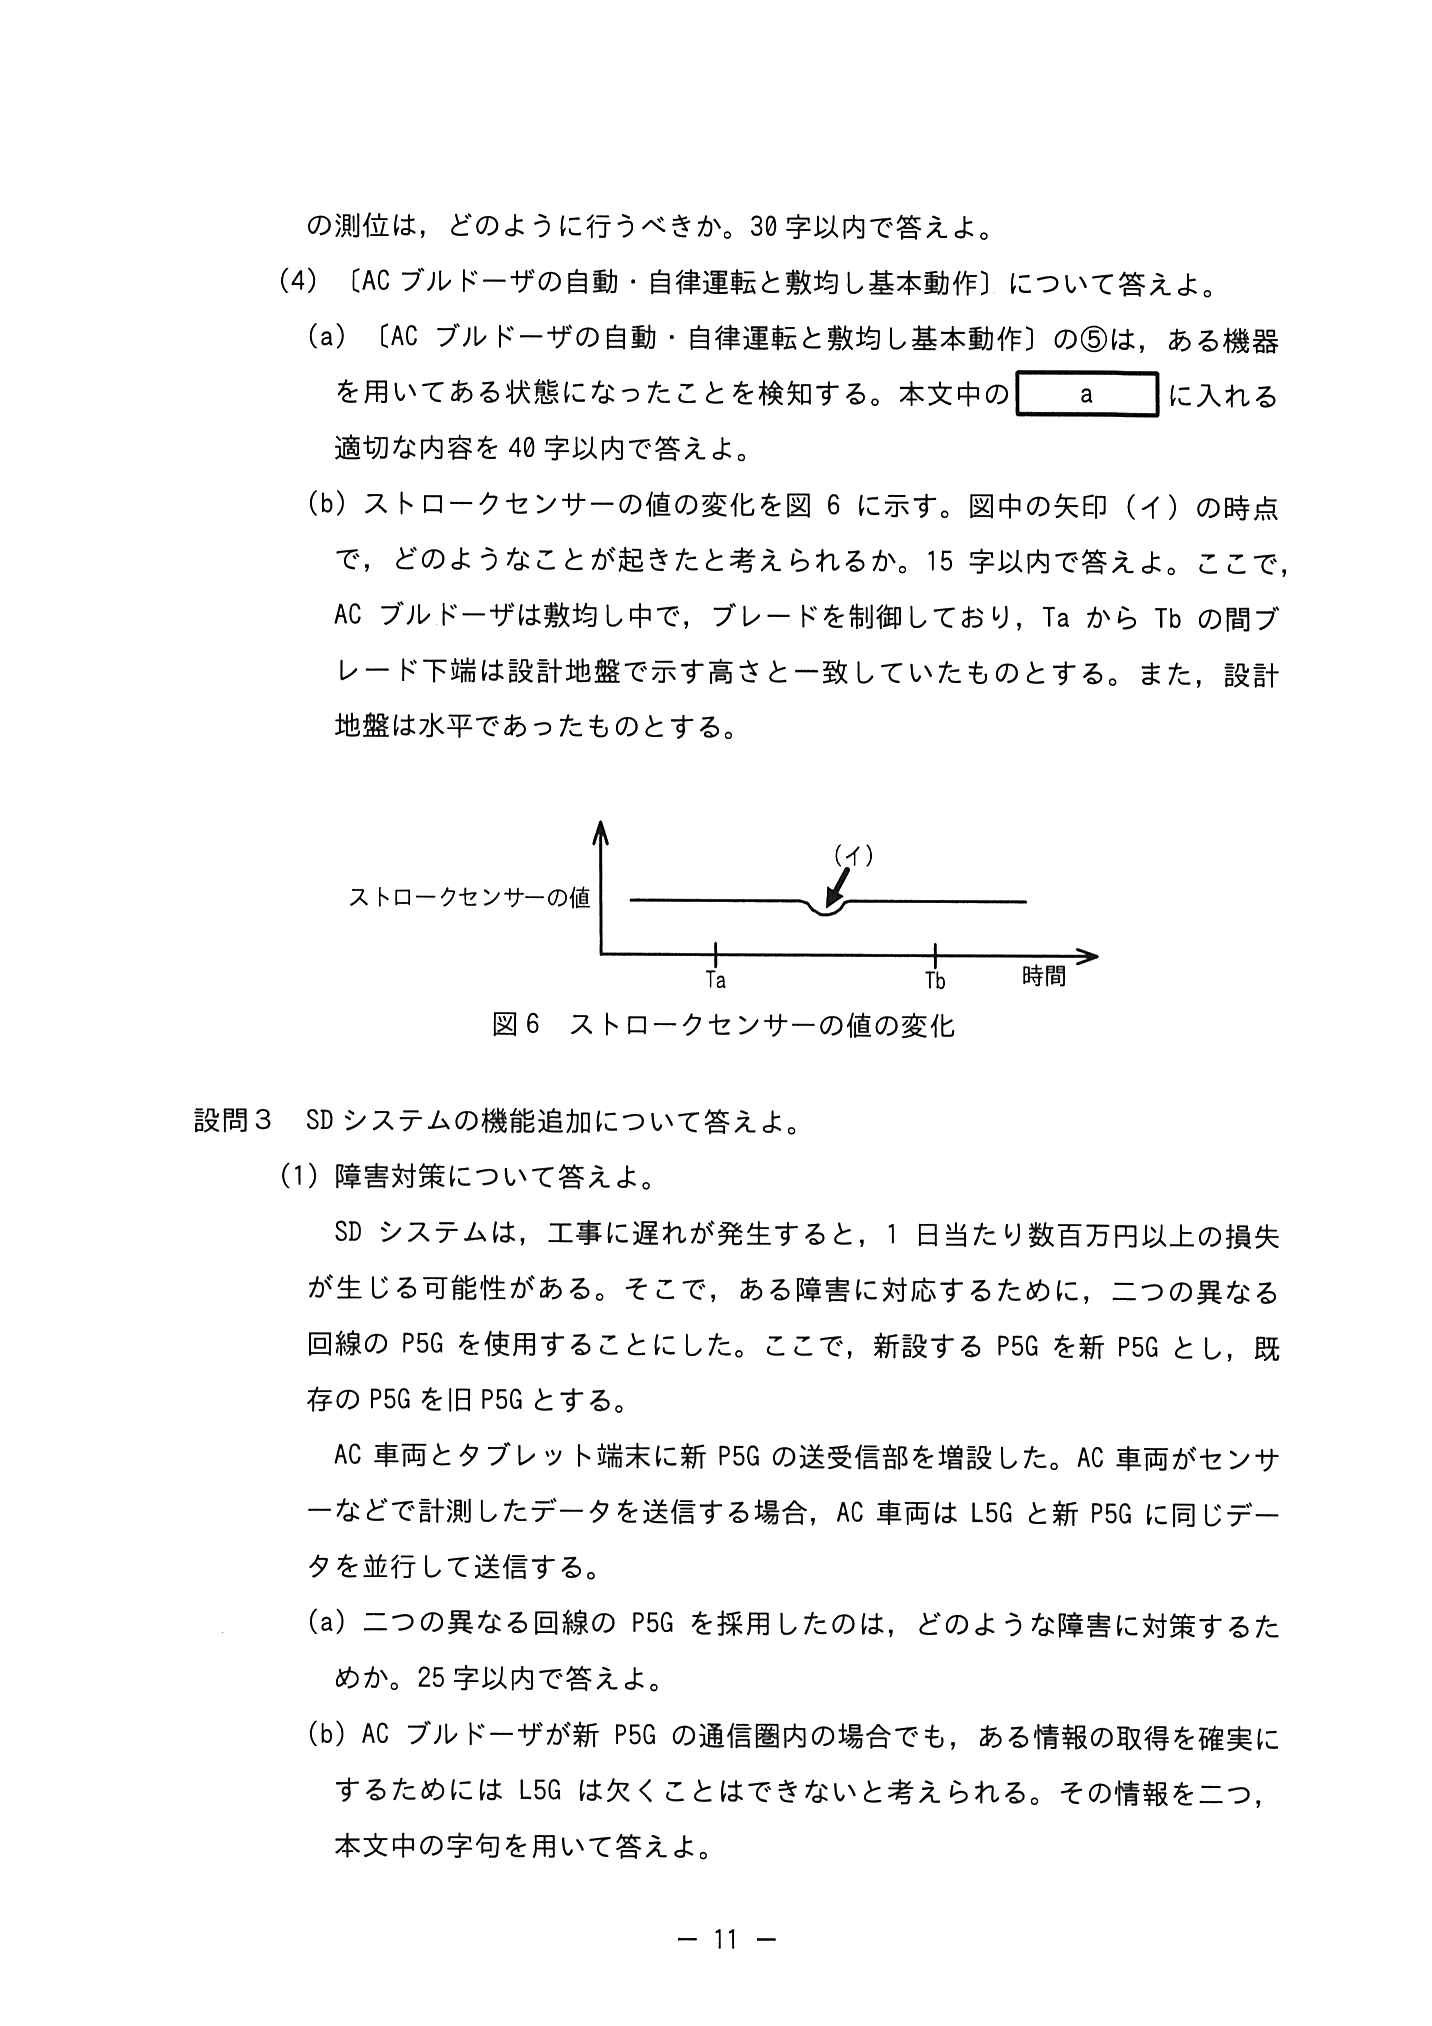 の測位は，どのように行うべきか。30 字以内で答えよ。
(4) 〔AC ブルドーザの自動・自律運転と敷均し基本動作〕について答えよ。
(a) 〔AC ブルドーザの自動・自律運転と敷均し基本動作〕の⑤は，ある機器
を用いてある状態になったことを検知する。本文中の a に入れる
適切な内容を 40 字以内で答えよ。
(b) ストロークセンサーの値の変化を図 6 に示す。図中の矢印（イ）の時点
で，どのようなことが起きたと考えられるか。15 字以内で答えよ。ここで，
AC ブルドーザは敷均し中で，ブレードを制御しており，Ta から Tb の間ブ
レード下端は設計地盤で示す高さと一致していたものとする。また，設計
地盤は水平であったものとする。
（イ）
ストロークセンサーの値
Ta Tb 時間
図 6 ストロークセンサーの値の変化
設問３ SD システムの機能追加について答えよ。
(1) 障害対策について答えよ。
SD システムは，工事に遅れが発生すると，1 日当たり数百万円以上の損失
が生じる可能性がある。そこで，ある障害に対応するために，二つの異なる
回線の P5G を使用することにした。ここで，新設する P5G を新 P5G とし，既
存の P5G を旧 P5G とする。
AC 車両とタブレット端末に新 P5G の送受信部を増設した。AC 車両がセンサ
ーなどで計測したデータを送信する場合，AC 車両は L5G と新 P5G に同じデー
タを並行して送信する。
(a) 二つの異なる回線の P5G を採用したのは，どのような障害に対策するた
めか。25 字以内で答えよ。
(b) AC ブルドーザが新 P5G の通信圏内の場合でも，ある情報の取得を確実に
するためには L5G は欠くことはできないと考えられる。その情報を二つ，
本文中の字句を用いて答えよ。
－ 11 －